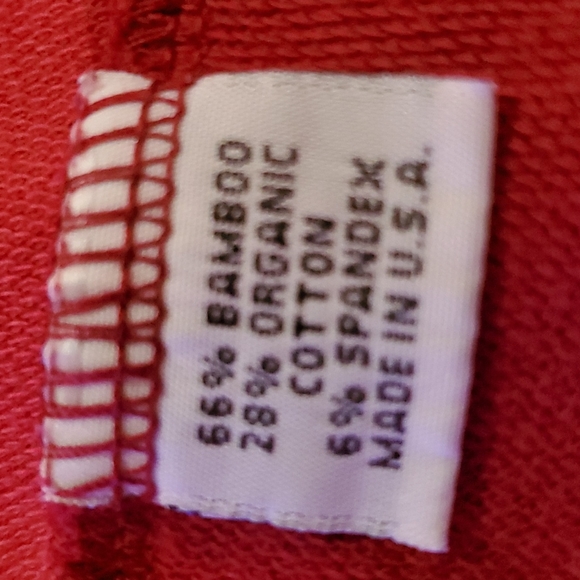 66% BAMBOO
28% ORGANIC
COTTON
6% SPANDEX
MADE IN U.S.A.